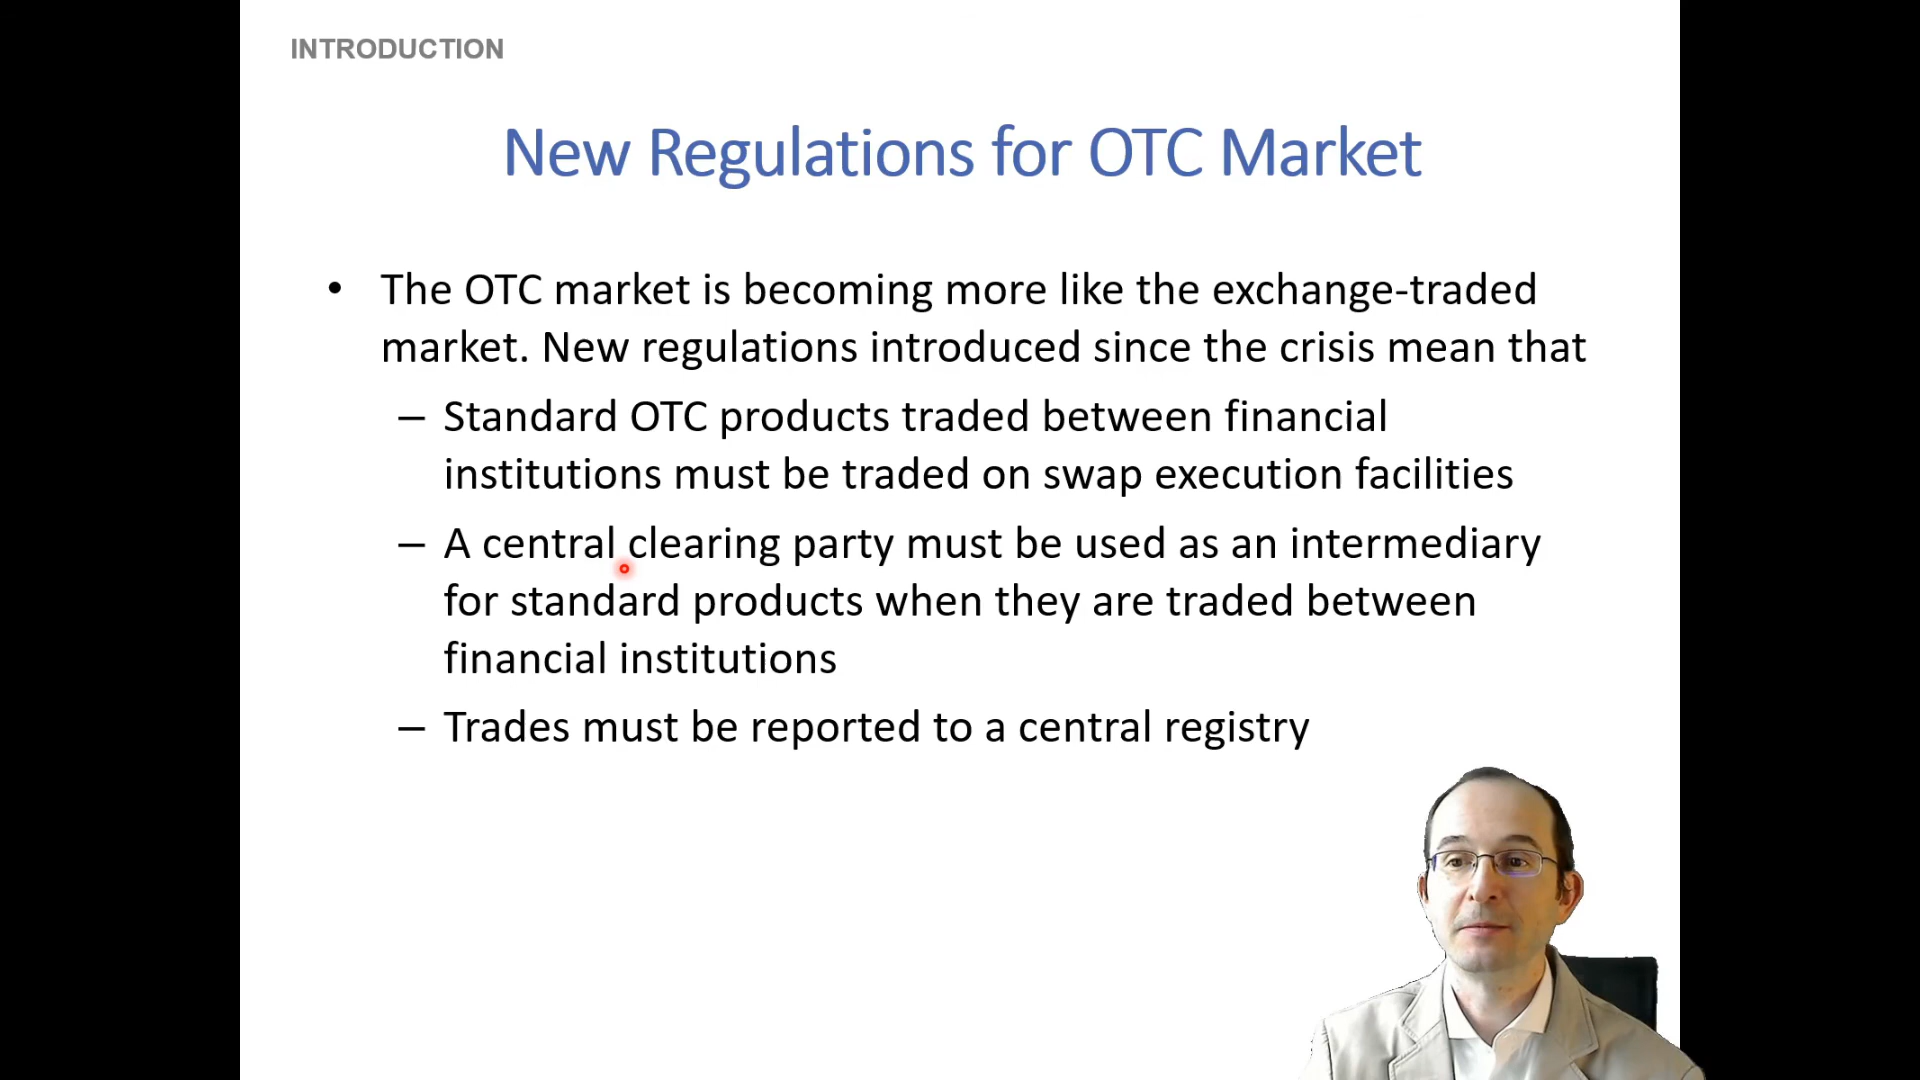 INTRODUCTION
New Regulations for OTC Market
• The OTC market is becoming more like the exchange-traded
market. New regulations introduced since the crisis mean that
– Standard OTC products traded between financial
institutions must be traded on swap execution facilities
– A central clearing party must be used as an intermediary
for standard products when they are traded between
financial institutions
– Trades must be reported to a central registry